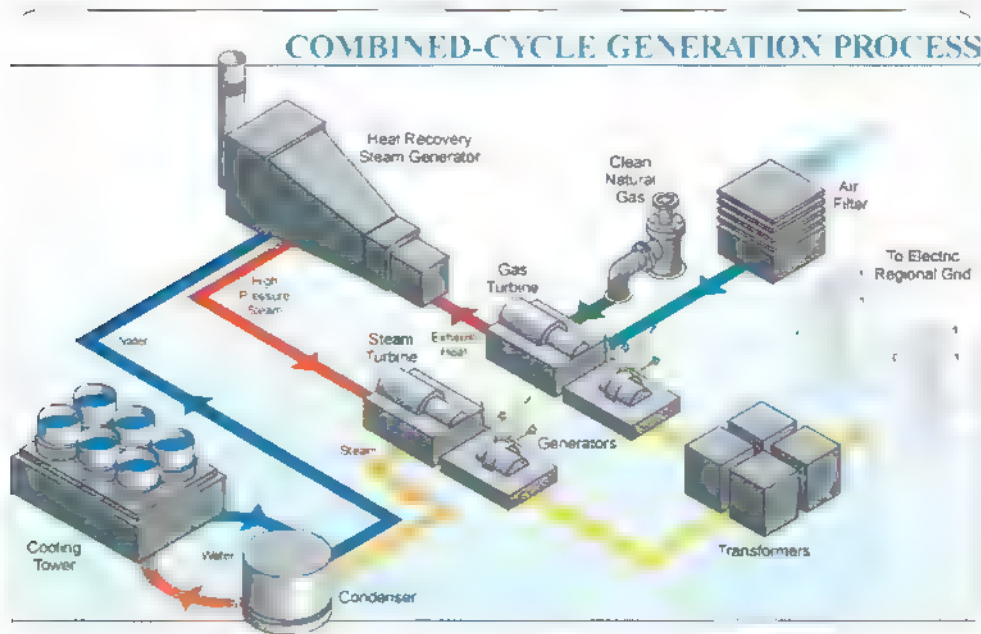 COMBINED-CYCLE GENERATION PROCESS
Heat Recovery
Steam Generator
Clean
Natural
Gas
Air
Filter
To Electric
Regional Grid
Gas
Turbine
High
Pressure
Steam
Water
Steam
Turbine
Exhaust
Heat
Generators
Steam
Transformers
Cooling
Tower
Water
Condenser